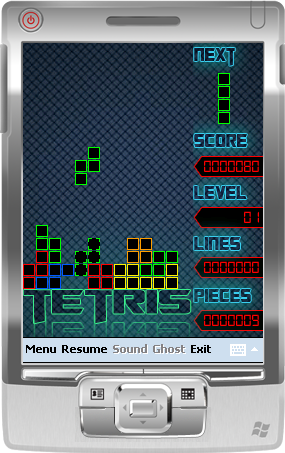 NEXT
SCORE
0000080
LEVEL
01
LINES
0000000
PIECES
0000009
TETRIS
Menu Resume Sound Ghost Exit